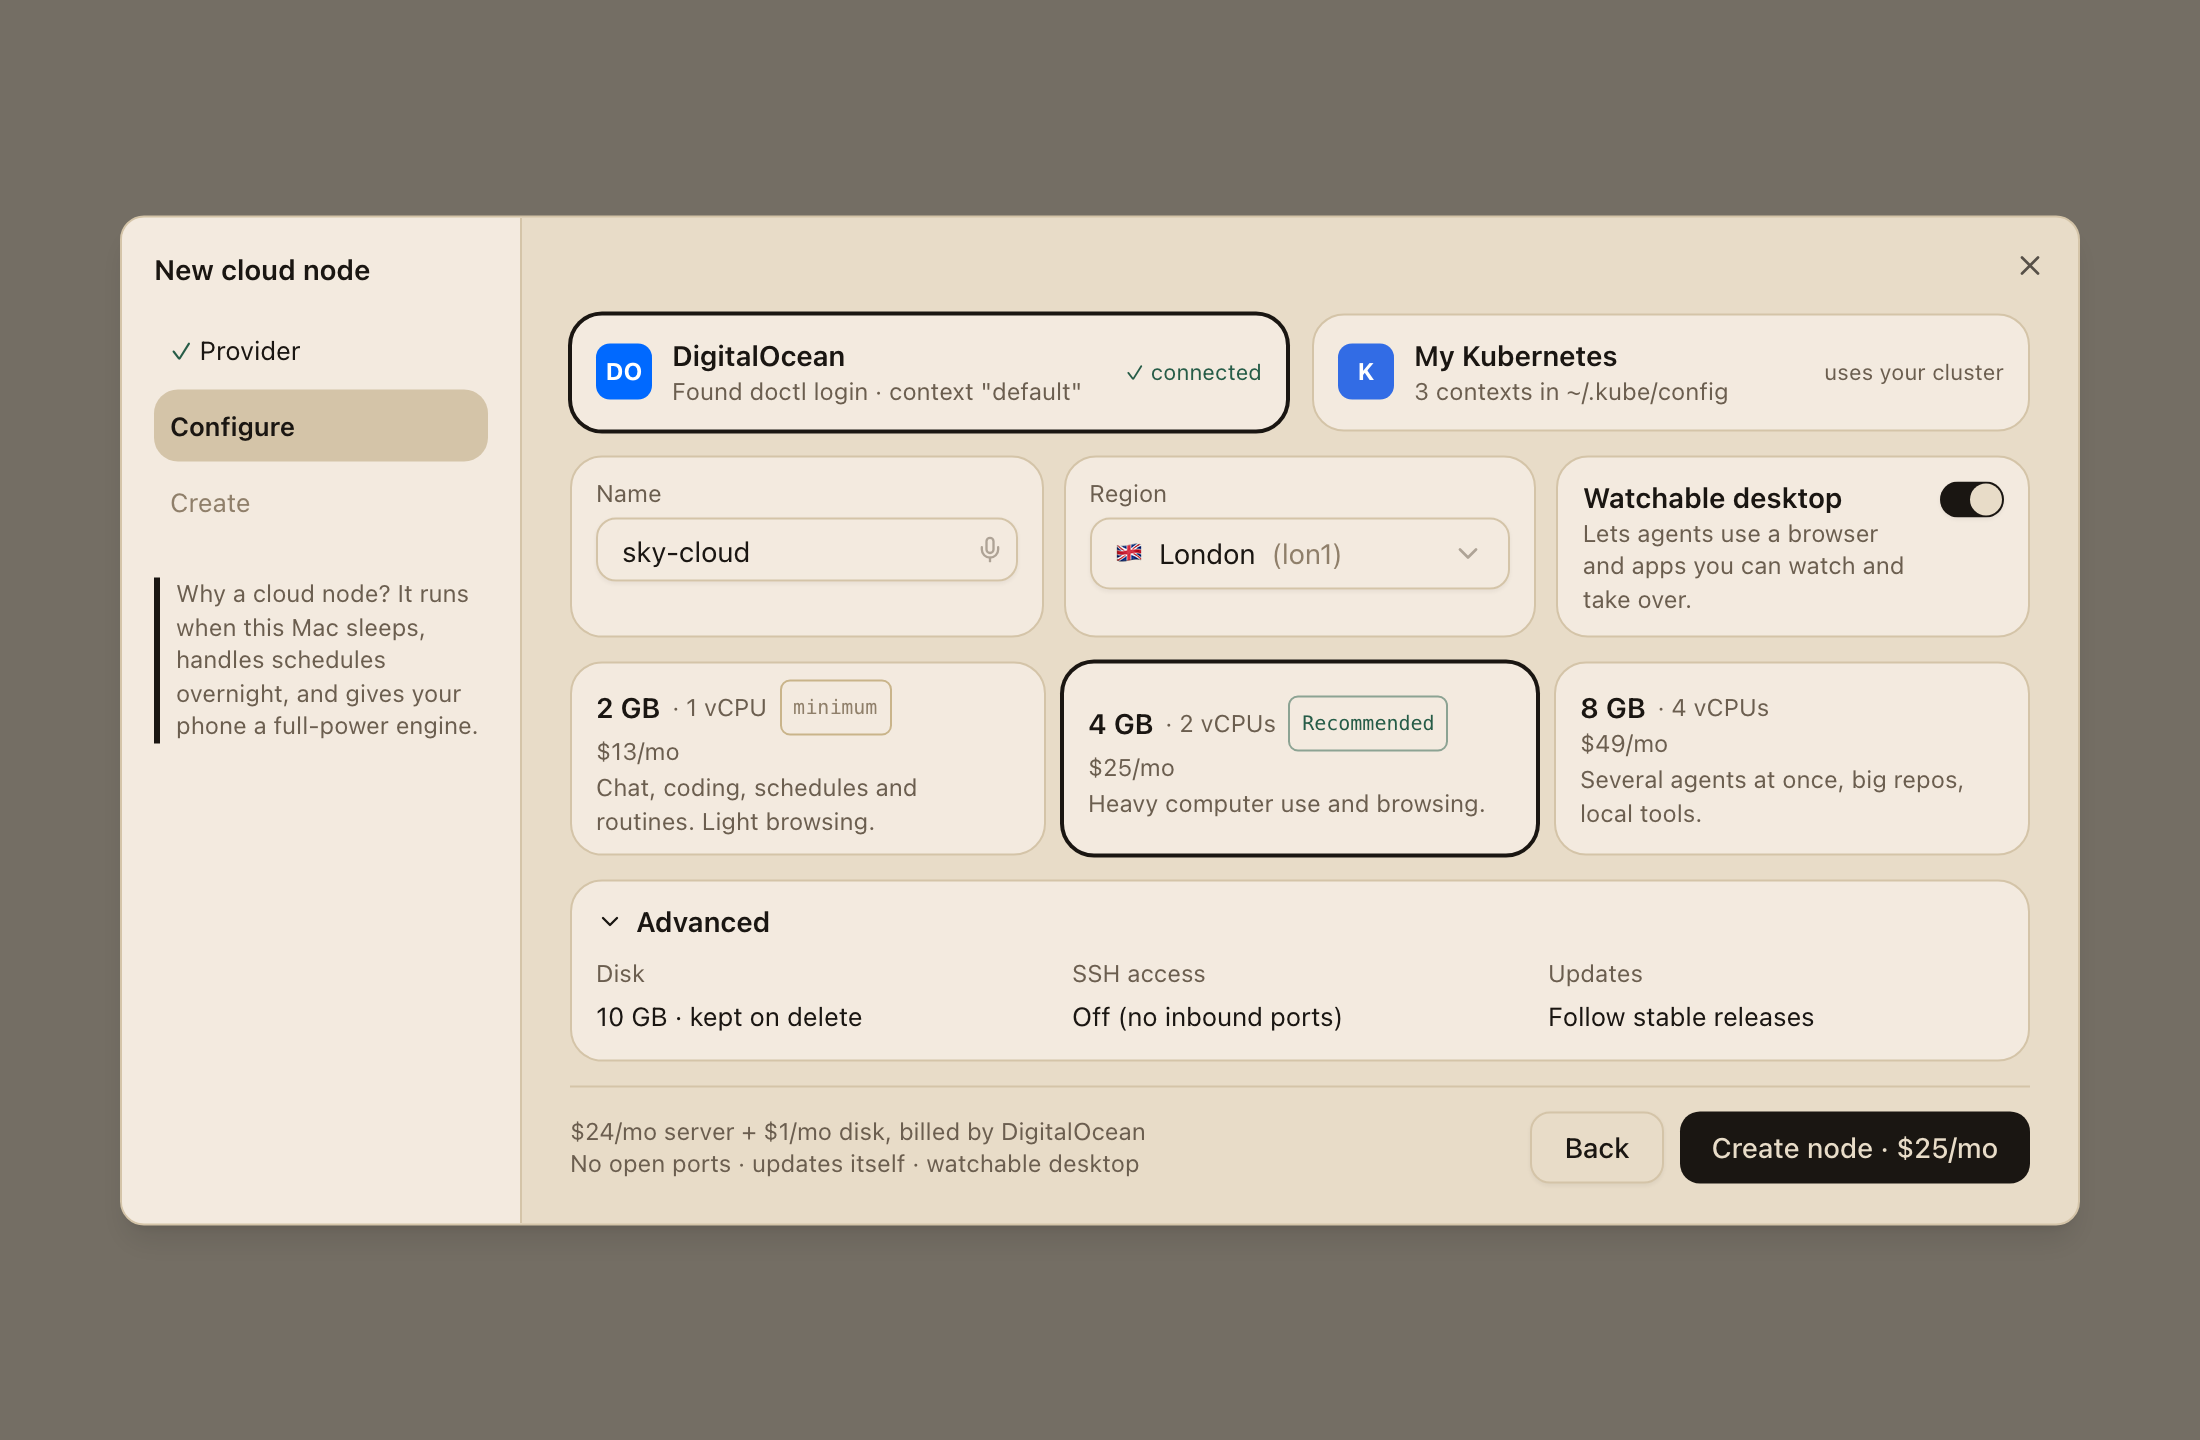 New cloud node
✓ Provider
Configure
Create
Why a cloud node? It runs
when this Mac sleeps,
handles schedules
overnight, and gives your
phone a full-power engine.
DO
DigitalOcean
Found doctl login · context "default"
✓ connected
K
My Kubernetes
3 contexts in ~/.kube/config
uses your cluster
Name
sky-cloud
Region
🇬🇧 London (lon1)
Watchable desktop
Lets agents use a browser
and apps you can watch and
take over.
2 GB · 1 vCPU minimum
$13/mo
Chat, coding, schedules and
routines. Light browsing.
4 GB · 2 vCPUs Recommended
$25/mo
Heavy computer use and browsing.
8 GB · 4 vCPUs
$49/mo
Several agents at once, big repos,
local tools.
Advanced
Disk
10 GB · kept on delete
SSH access
Off (no inbound ports)
Updates
Follow stable releases
$24/mo server + $1/mo disk, billed by DigitalOcean
No open ports · updates itself · watchable desktop
Back
Create node · $25/mo